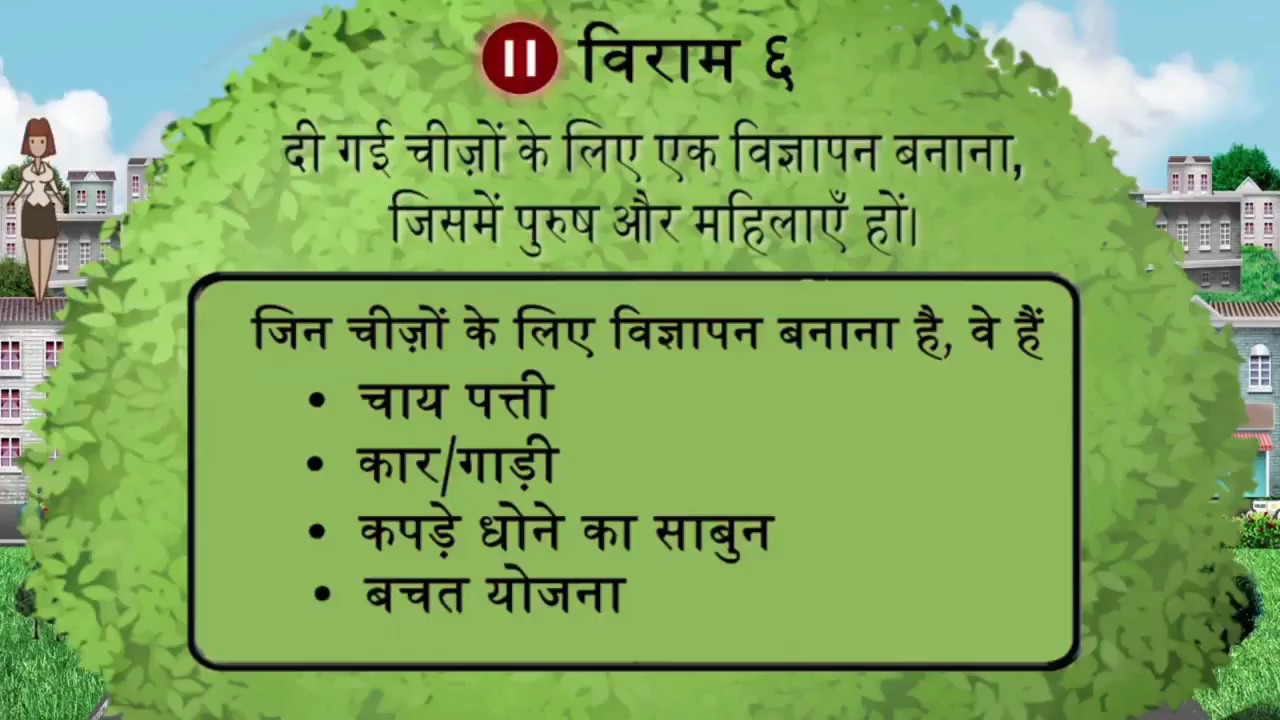 विराम ६
दी गई चीज़ों के लिए एक विज्ञापन बनाना,
जिसमें पुरुष और महिलाएँ हों।
जिन चीज़ों के लिए विज्ञापन बनाना है, वे हैं
• चाय पत्ती
• कार/गाड़ी
• कपड़े धोने का साबुन
• बचत योजना